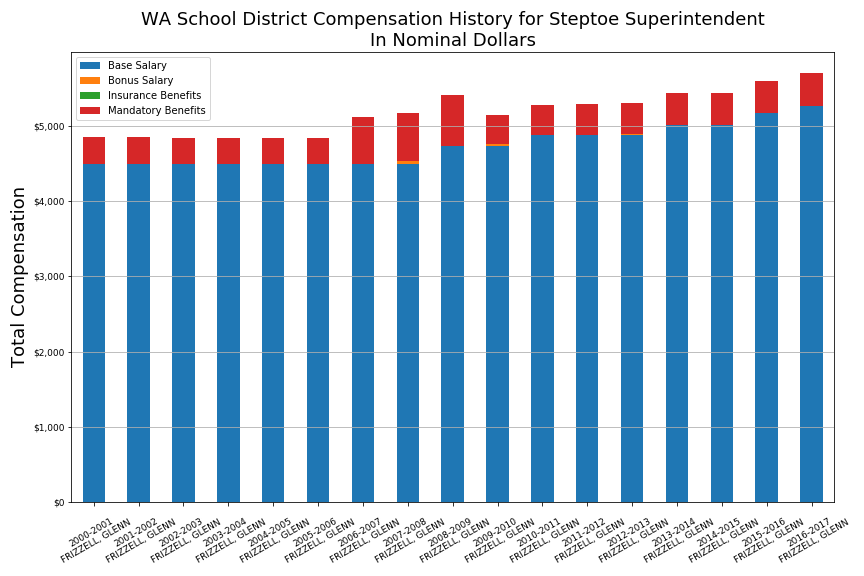 WA School District Compensation History for Steptoe Superintendent
In Nominal Dollars
Base Salary
Bonus Salary
Insurance Benefits
Mandatory Benefits
Total Compensation
$5,000
$4,000
$3,000
$2,000
$1,000
$0
2000-2001
FRIZZELL, GLENN
2001-2002
FRIZZELL, GLENN
2002-2003
FRIZZELL, GLENN
2003-2004
FRIZZELL, GLENN
2004-2005
FRIZZELL, GLENN
2005-2006
FRIZZELL, GLENN
2006-2007
FRIZZELL, GLENN
2007-2008
FRIZZELL, GLENN
2008-2009
FRIZZELL, GLENN
2009-2010
FRIZZELL, GLENN
2010-2011
FRIZZELL, GLENN
2011-2012
FRIZZELL, GLENN
2012-2013
FRIZZELL, GLENN
2013-2014
FRIZZELL, GLENN
2014-2015
FRIZZELL, GLENN
2015-2016
FRIZZELL, GLENN
2016-2017
FRIZZELL, GLENN